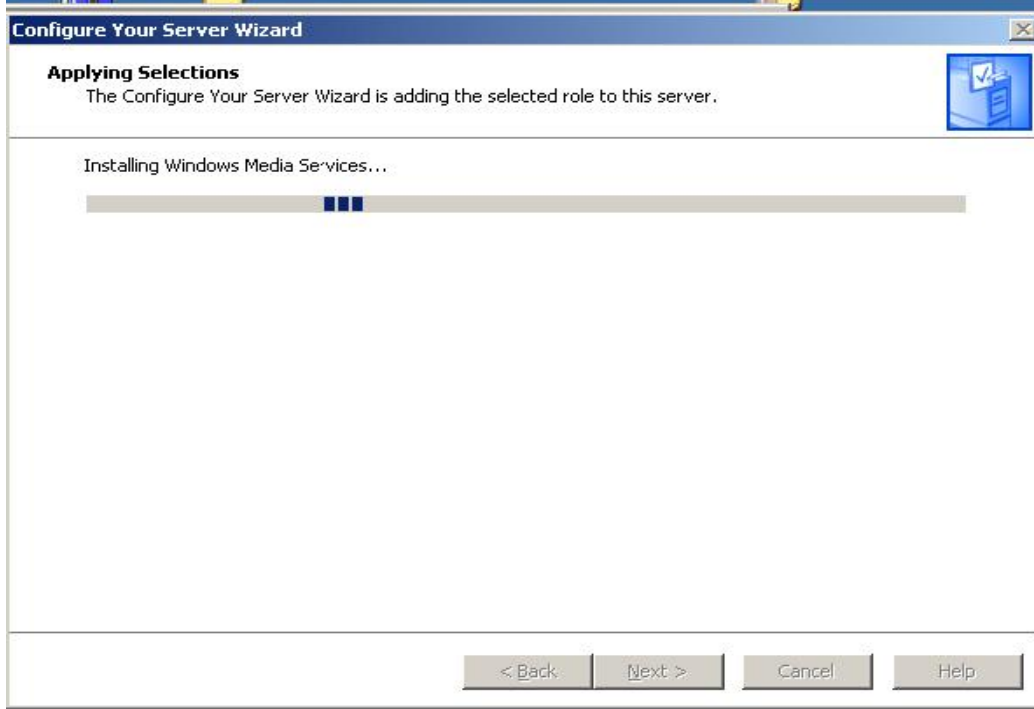 Configure Your Server Wizard
Applying Selections
The Configure Your Server Wizard is adding the selected role to this server.
Installing Windows Media Services...
< Back
Next >
Cancel
Help